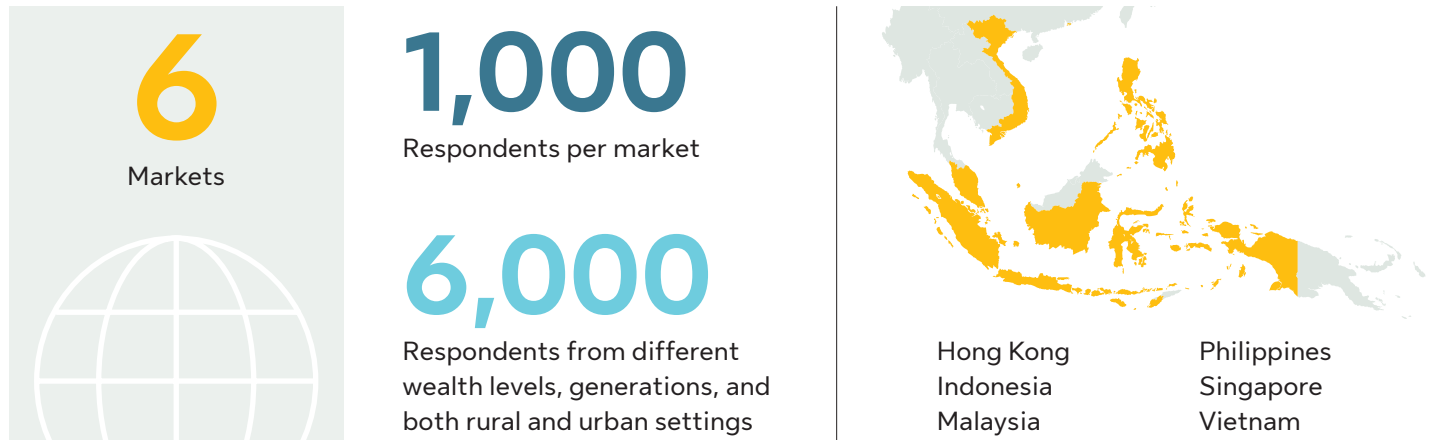 6
Markets
1,000
Respondents per market
6,000
Respondents from different
wealth levels, generations, and
both rural and urban settings
Hong Kong
Indonesia
Malaysia
Philippines
Singapore
Vietnam